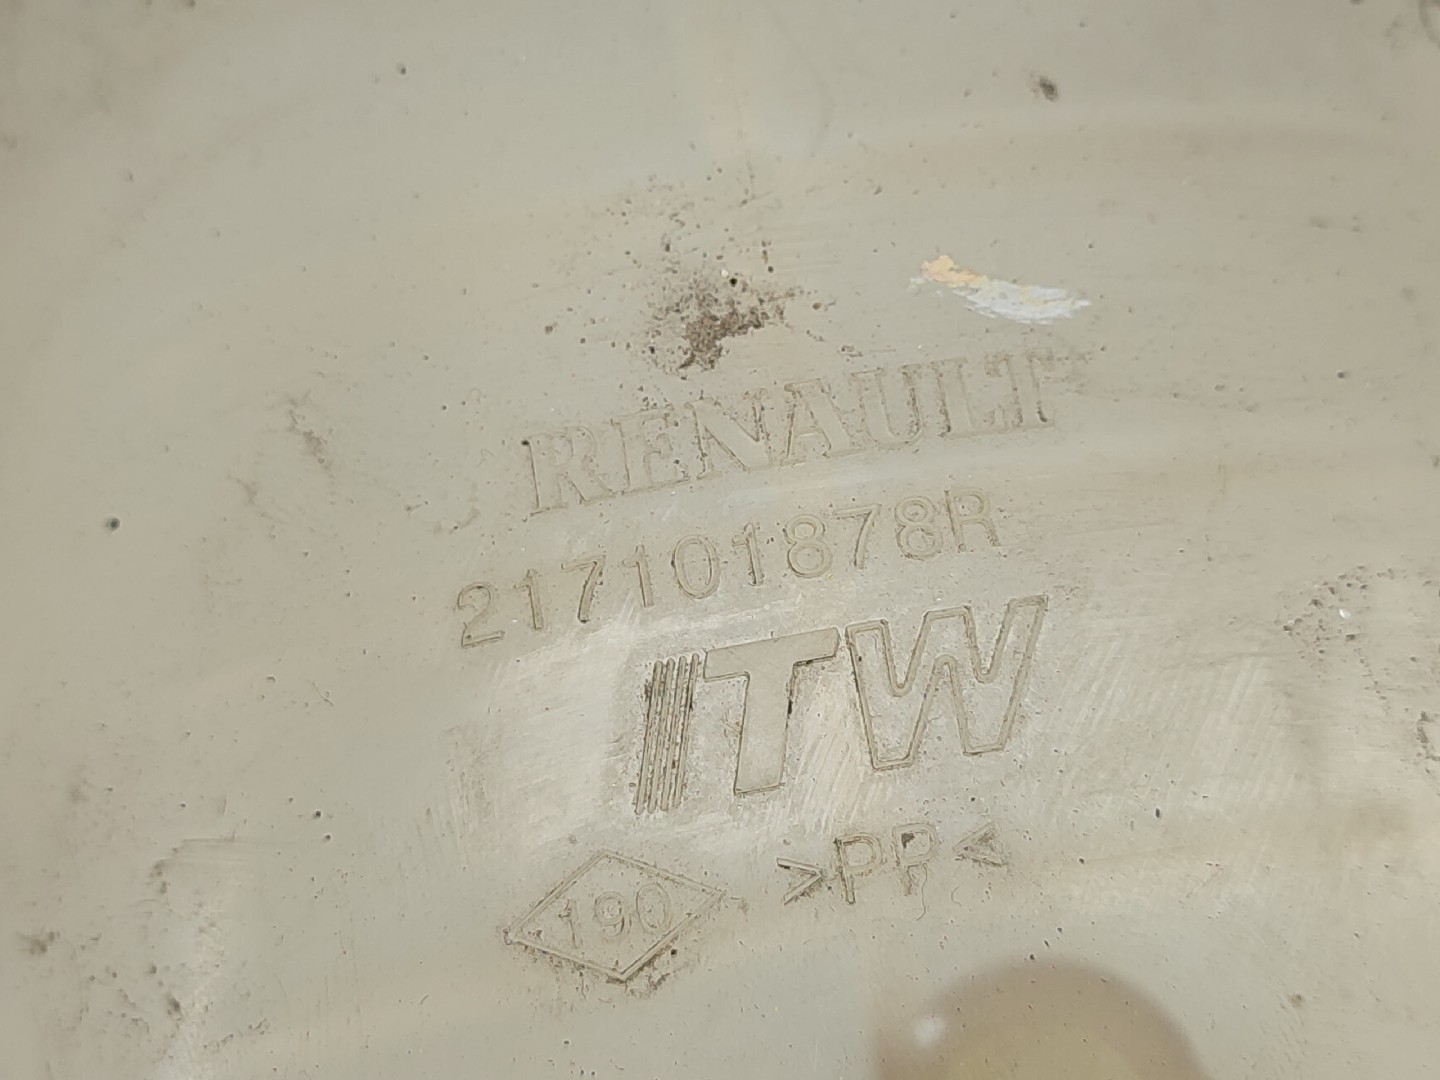 RENAULT
217101878R
ITW
>PP<
190